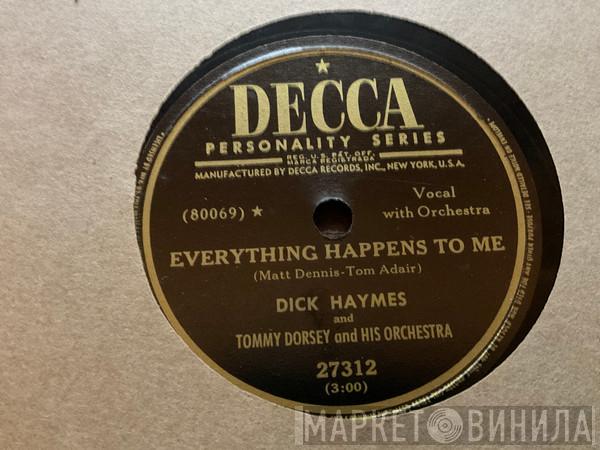 DECCA
PERSONALITY SERIES
REG. U.S. PAT. OFF.
MARCA REGISTRADA
MANUFACTURED BY DECCA RECORDS, INC., NEW YORK, U.S.A.
(80069) ★
Vocal
with Orchestra
EVERYTHING HAPPENS TO ME
(Matt Dennis-Tom Adair)
DICK HAYMES
and
TOMMY DORSEY and HIS ORCHESTRA
27312
(3:00)
МАРКЕТ ВИНИЛА